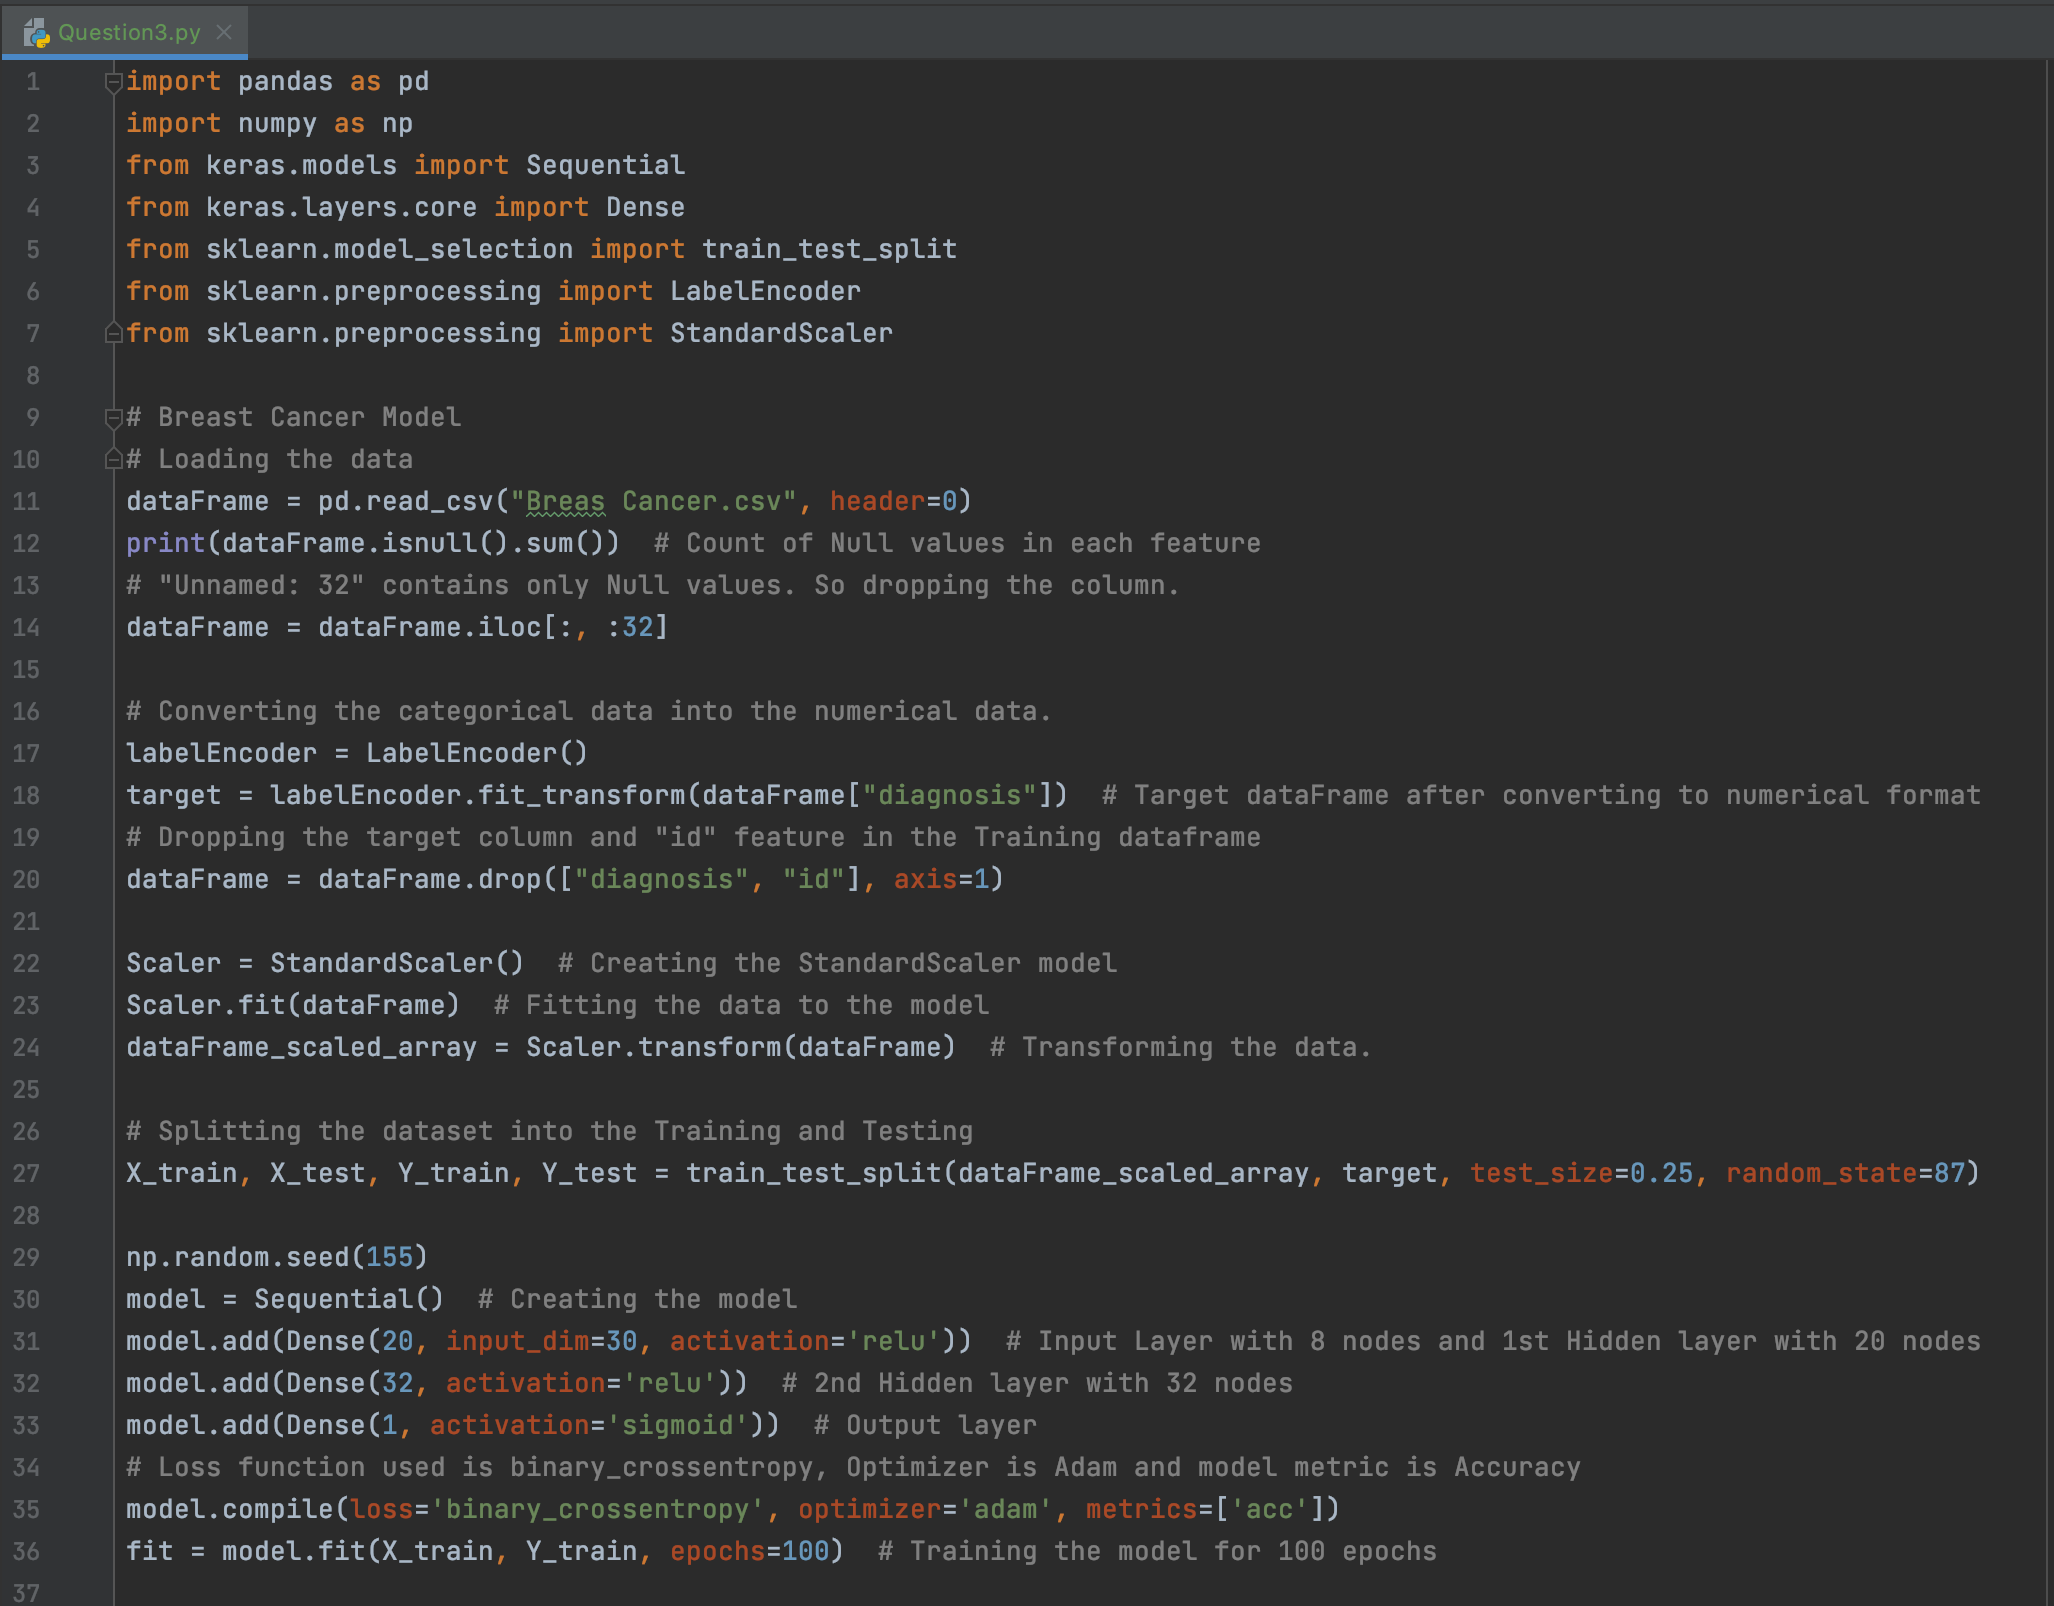 Question3.py
1 import pandas as pd
2 import numpy as np
3 from keras.models import Sequential
4 from keras.layers.core import Dense
5 from sklearn.model_selection import train_test_split
6 from sklearn.preprocessing import LabelEncoder
7 from sklearn.preprocessing import StandardScaler
8
9 # Breast Cancer Model
10 # Loading the data
11 dataFrame = pd.read_csv("Breas Cancer.csv", header=0)
12 print(dataFrame.isnull().sum())  # Count of Null values in each feature
13 # "Unnamed: 32" contains only Null values. So dropping the column.
14 dataFrame = dataFrame.iloc[:, :32]
15
16 # Converting the categorical data into the numerical data.
17 labelEncoder = LabelEncoder()
18 target = labelEncoder.fit_transform(dataFrame["diagnosis"])  # Target dataFrame after converting to numerical format
19 # Dropping the target column and "id" feature in the Training dataframe
20 dataFrame = dataFrame.drop(["diagnosis", "id"], axis=1)
21
22 Scaler = StandardScaler()  # Creating the StandardScaler model
23 Scaler.fit(dataFrame)  # Fitting the data to the model
24 dataFrame_scaled_array = Scaler.transform(dataFrame)  # Transforming the data.
25
26 # Splitting the dataset into the Training and Testing
27 X_train, X_test, Y_train, Y_test = train_test_split(dataFrame_scaled_array, target, test_size=0.25, random_state=87)
28
29 np.random.seed(155)
30 model = Sequential()  # Creating the model
31 model.add(Dense(20, input_dim=30, activation='relu'))  # Input Layer with 8 nodes and 1st Hidden layer with 20 nodes
32 model.add(Dense(32, activation='relu'))  # 2nd Hidden layer with 32 nodes
33 model.add(Dense(1, activation='sigmoid'))  # Output layer
34 # Loss function used is binary_crossentropy, Optimizer is Adam and model metric is Accuracy
35 model.compile(loss='binary_crossentropy', optimizer='adam', metrics=['acc'])
36 fit = model.fit(X_train, Y_train, epochs=100)  # Training the model for 100 epochs
37